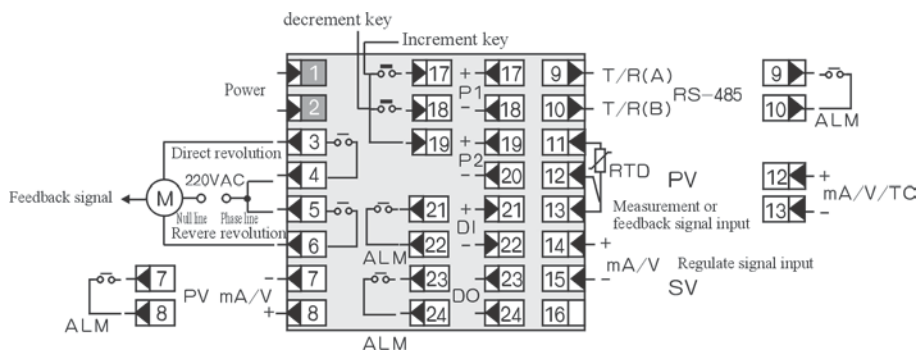 decrement key
Increment key
1 17 + 17 9 T/R(A) 9
Power P1 RS-485
2 18 - 18 10 T/R(B) 10
ALM
3 19 + 19 11
Direct revolution P2 RTD
220VAC 4 - 20 12 PV 12 +
Feedback signal M mA/V/TC
Null line Phase line 5 21 + 21 13 13 -
Revere revolution DI Measurement or
feedback signal input
6 22 - 22 14 +
ALM mA/V Regulate signal input
7 PV mA/V - 7 23 23 15 - SV
DO
8 + 8 24 24 16
ALM
ALM